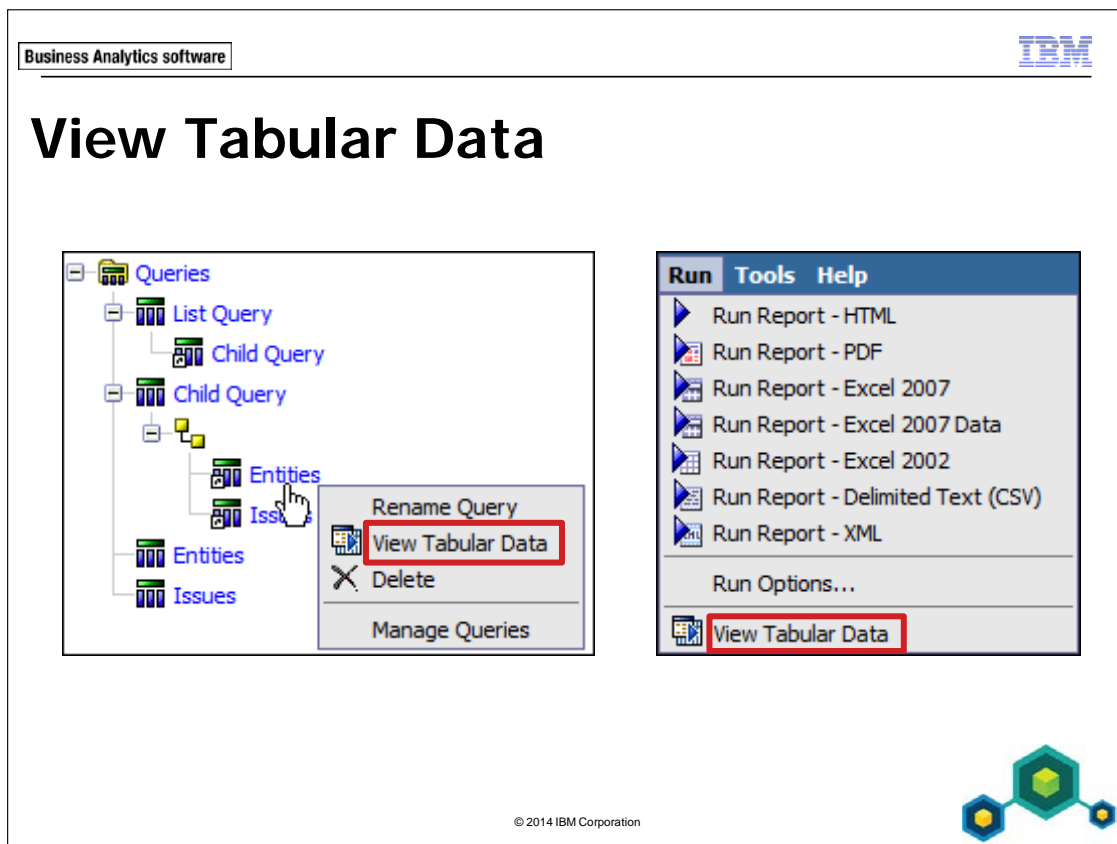 Business Analytics software
IBM
View Tabular Data
Queries
List Query
Child Query
Child Query
Entities
Issues
Entities
Issues
Rename Query
View Tabular Data
Delete
Manage Queries
Run Tools Help
Run Report - HTML
Run Report - PDF
Run Report - Excel 2007
Run Report - Excel 2007 Data
Run Report - Excel 2002
Run Report - Delimited Text (CSV)
Run Report - XML
Run Options...
View Tabular Data
© 2014 IBM Corporation